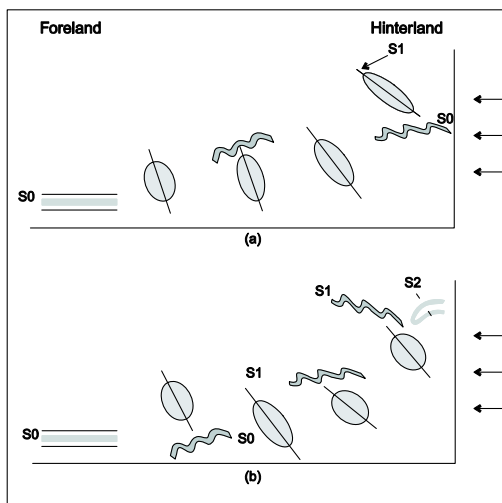 Foreland Hinterland
S1
S0
S0
(a)
S1 S2
S1
S0 S0
(b)